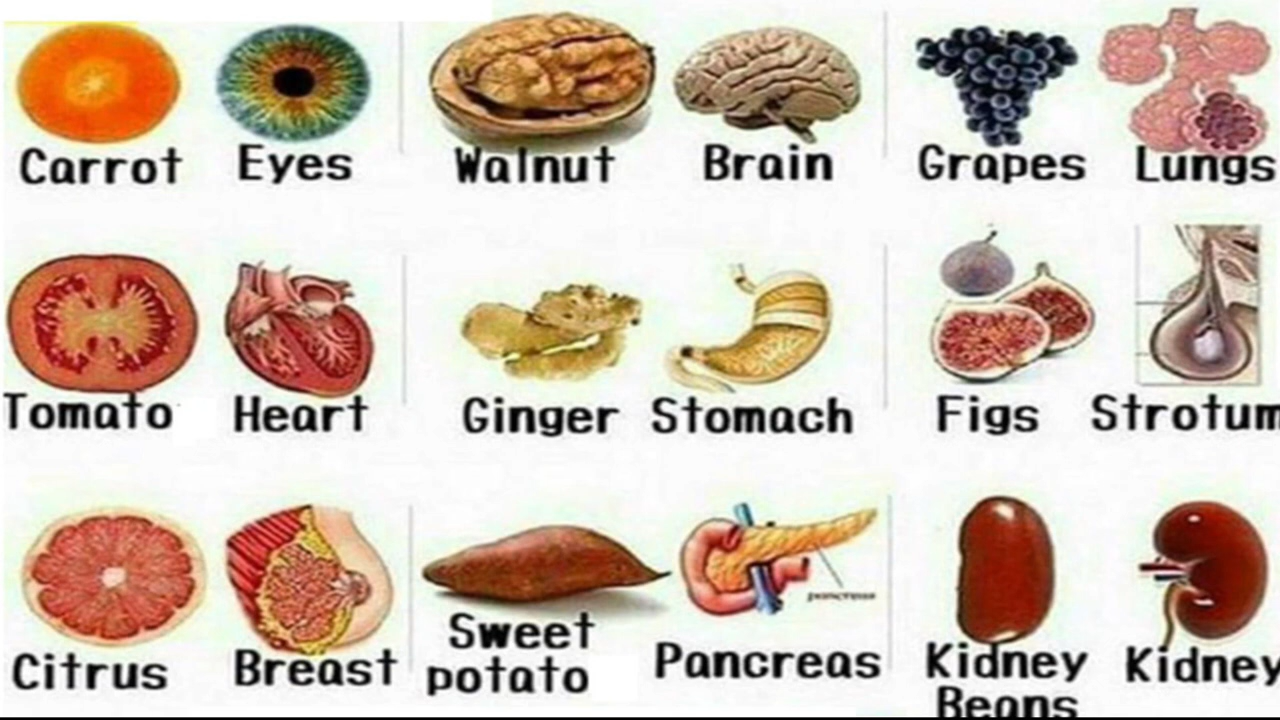 Carrot Eyes Walnut Brain Grapes Lungs
Tomato Heart Ginger Stomach Figs Strotum
Citrus Breast Sweet potato Pancreas Kidney Beans Kidney
pancreas